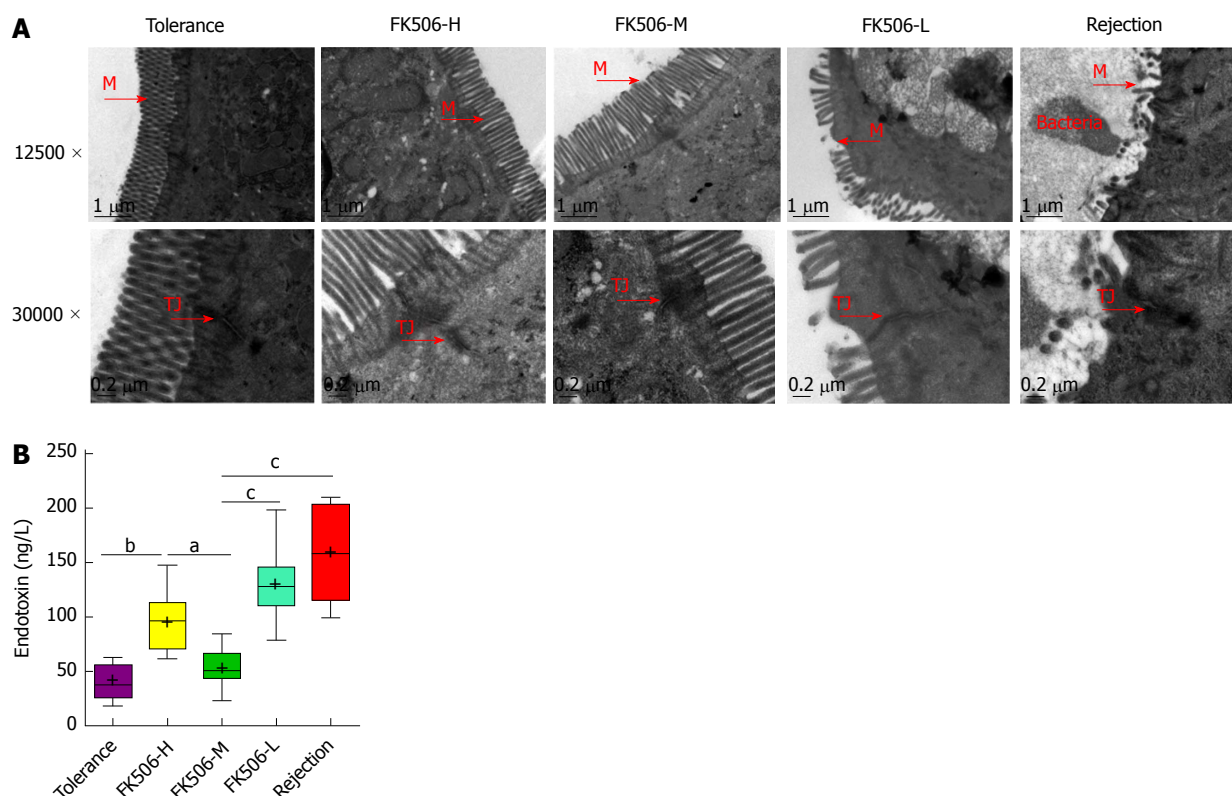 A
Tolerance
FK506-H
FK506-M
FK506-L
Rejection
12500 ×
M
M
M
M
M
Bacteria
1 μm
1 μm
1 μm
1 μm
1 μm
30000 ×
TJ
TJ
TJ
TJ
TJ
0.2 μm
0.2 μm
0.2 μm
0.2 μm
0.2 μm
B
Endotoxin (ng/L)
250
200
150
100
50
0
b
a
c
c
Tolerance
FK506-H
FK506-M
FK506-L
Rejection